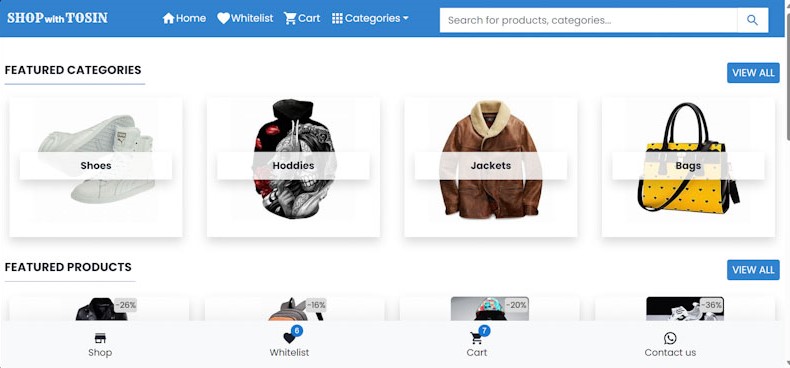 SHOP with TOSIN Home Whitelist Cart Categories Search for products, categories...
FEATURED CATEGORIES VIEW ALL
Shoes Hoddies Jackets Bags
FEATURED PRODUCTS VIEW ALL
-26% -16% -20% -36%
6 7
Shop Whitelist Cart Contact us